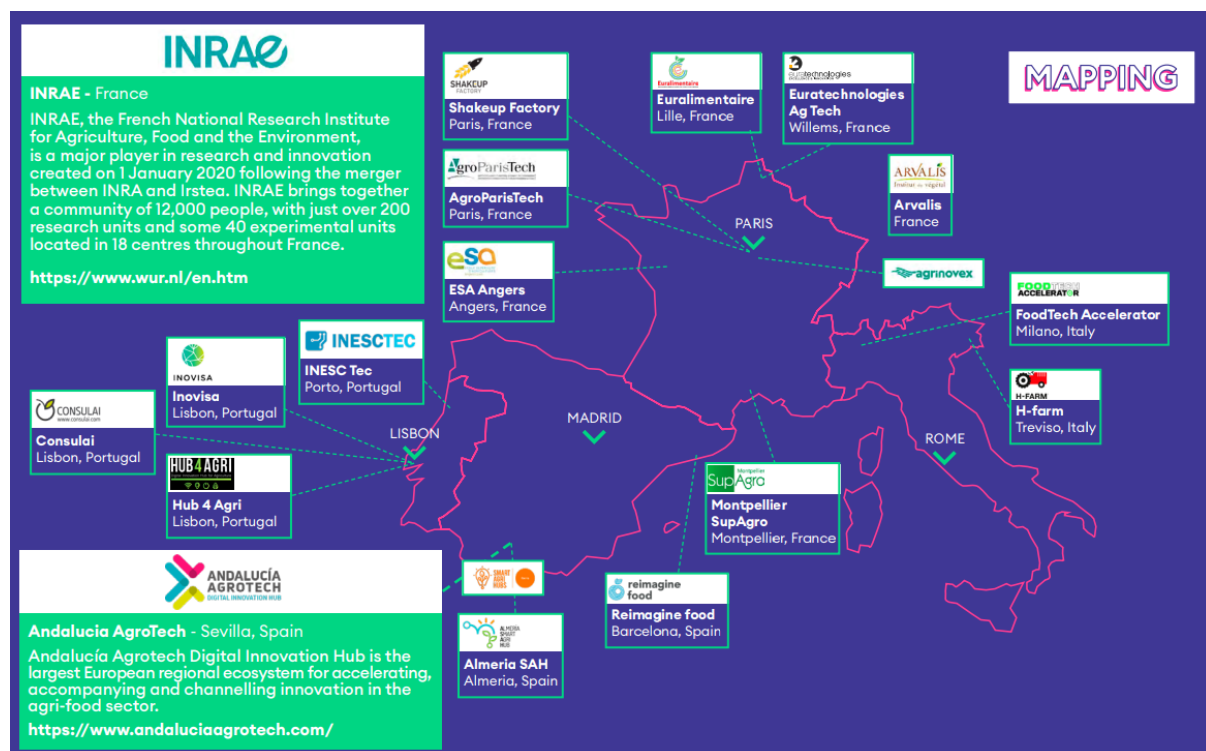 INRAE
INRAE - France
INRAE, the French National Research Institute
for Agriculture, Food and the Environment,
is a major player in research and innovation
created on 1 January 2020 following the merger
between INRA and Irstea. INRAE brings together
a community of 12,000 people, with just over 200
research units and some 40 experimental units
located in 18 centres throughout France.
https://www.wur.nl/en.htm
SHAKEUP
FACTORY
Shakeup Factory
Paris, France
Euralimentaire
Euralimentaire
Lille, France
euratechnologies
Euratechnologies
Ag Tech
Willems, France
MAPPING
AgroParisTech
AgroParisTech
Paris, France
ARVALIS
Institut du végétal
Arvalis
France
PARIS
esa
ESA Angers
Angers, France
agrinovex
FOODTECH
ACCELERATOR
FoodTech Accelerator
Milano, Italy
INESCTEC
INESC Tec
Porto, Portugal
INOVISA
Inovisa
Lisbon, Portugal
H-FARM
H-farm
Treviso, Italy
CONSULAI
www.consulai.com
Consulai
Lisbon, Portugal
LISBON
MADRID
ROME
HUB4AGRI
Hub 4 Agri
Lisbon, Portugal
Montpellier
SupAgro
Montpellier
SupAgro
Montpellier, France
ANDALUCÍA
AGROTECH
DIGITAL INNOVATION HUB
Andalucia AgroTech - Sevilla, Spain
Andalucía Agrotech Digital Innovation Hub is the
largest European regional ecosystem for accelerating,
accompanying and channelling innovation in the
agri-food sector.
https://www.andaluciaagrotech.com/
SMART
AGRI
HUBS
ALMERÍA
SMART
AGRI
HUB
Almeria SAH
Almeria, Spain
reimagine
food
Reimagine food
Barcelona, Spain